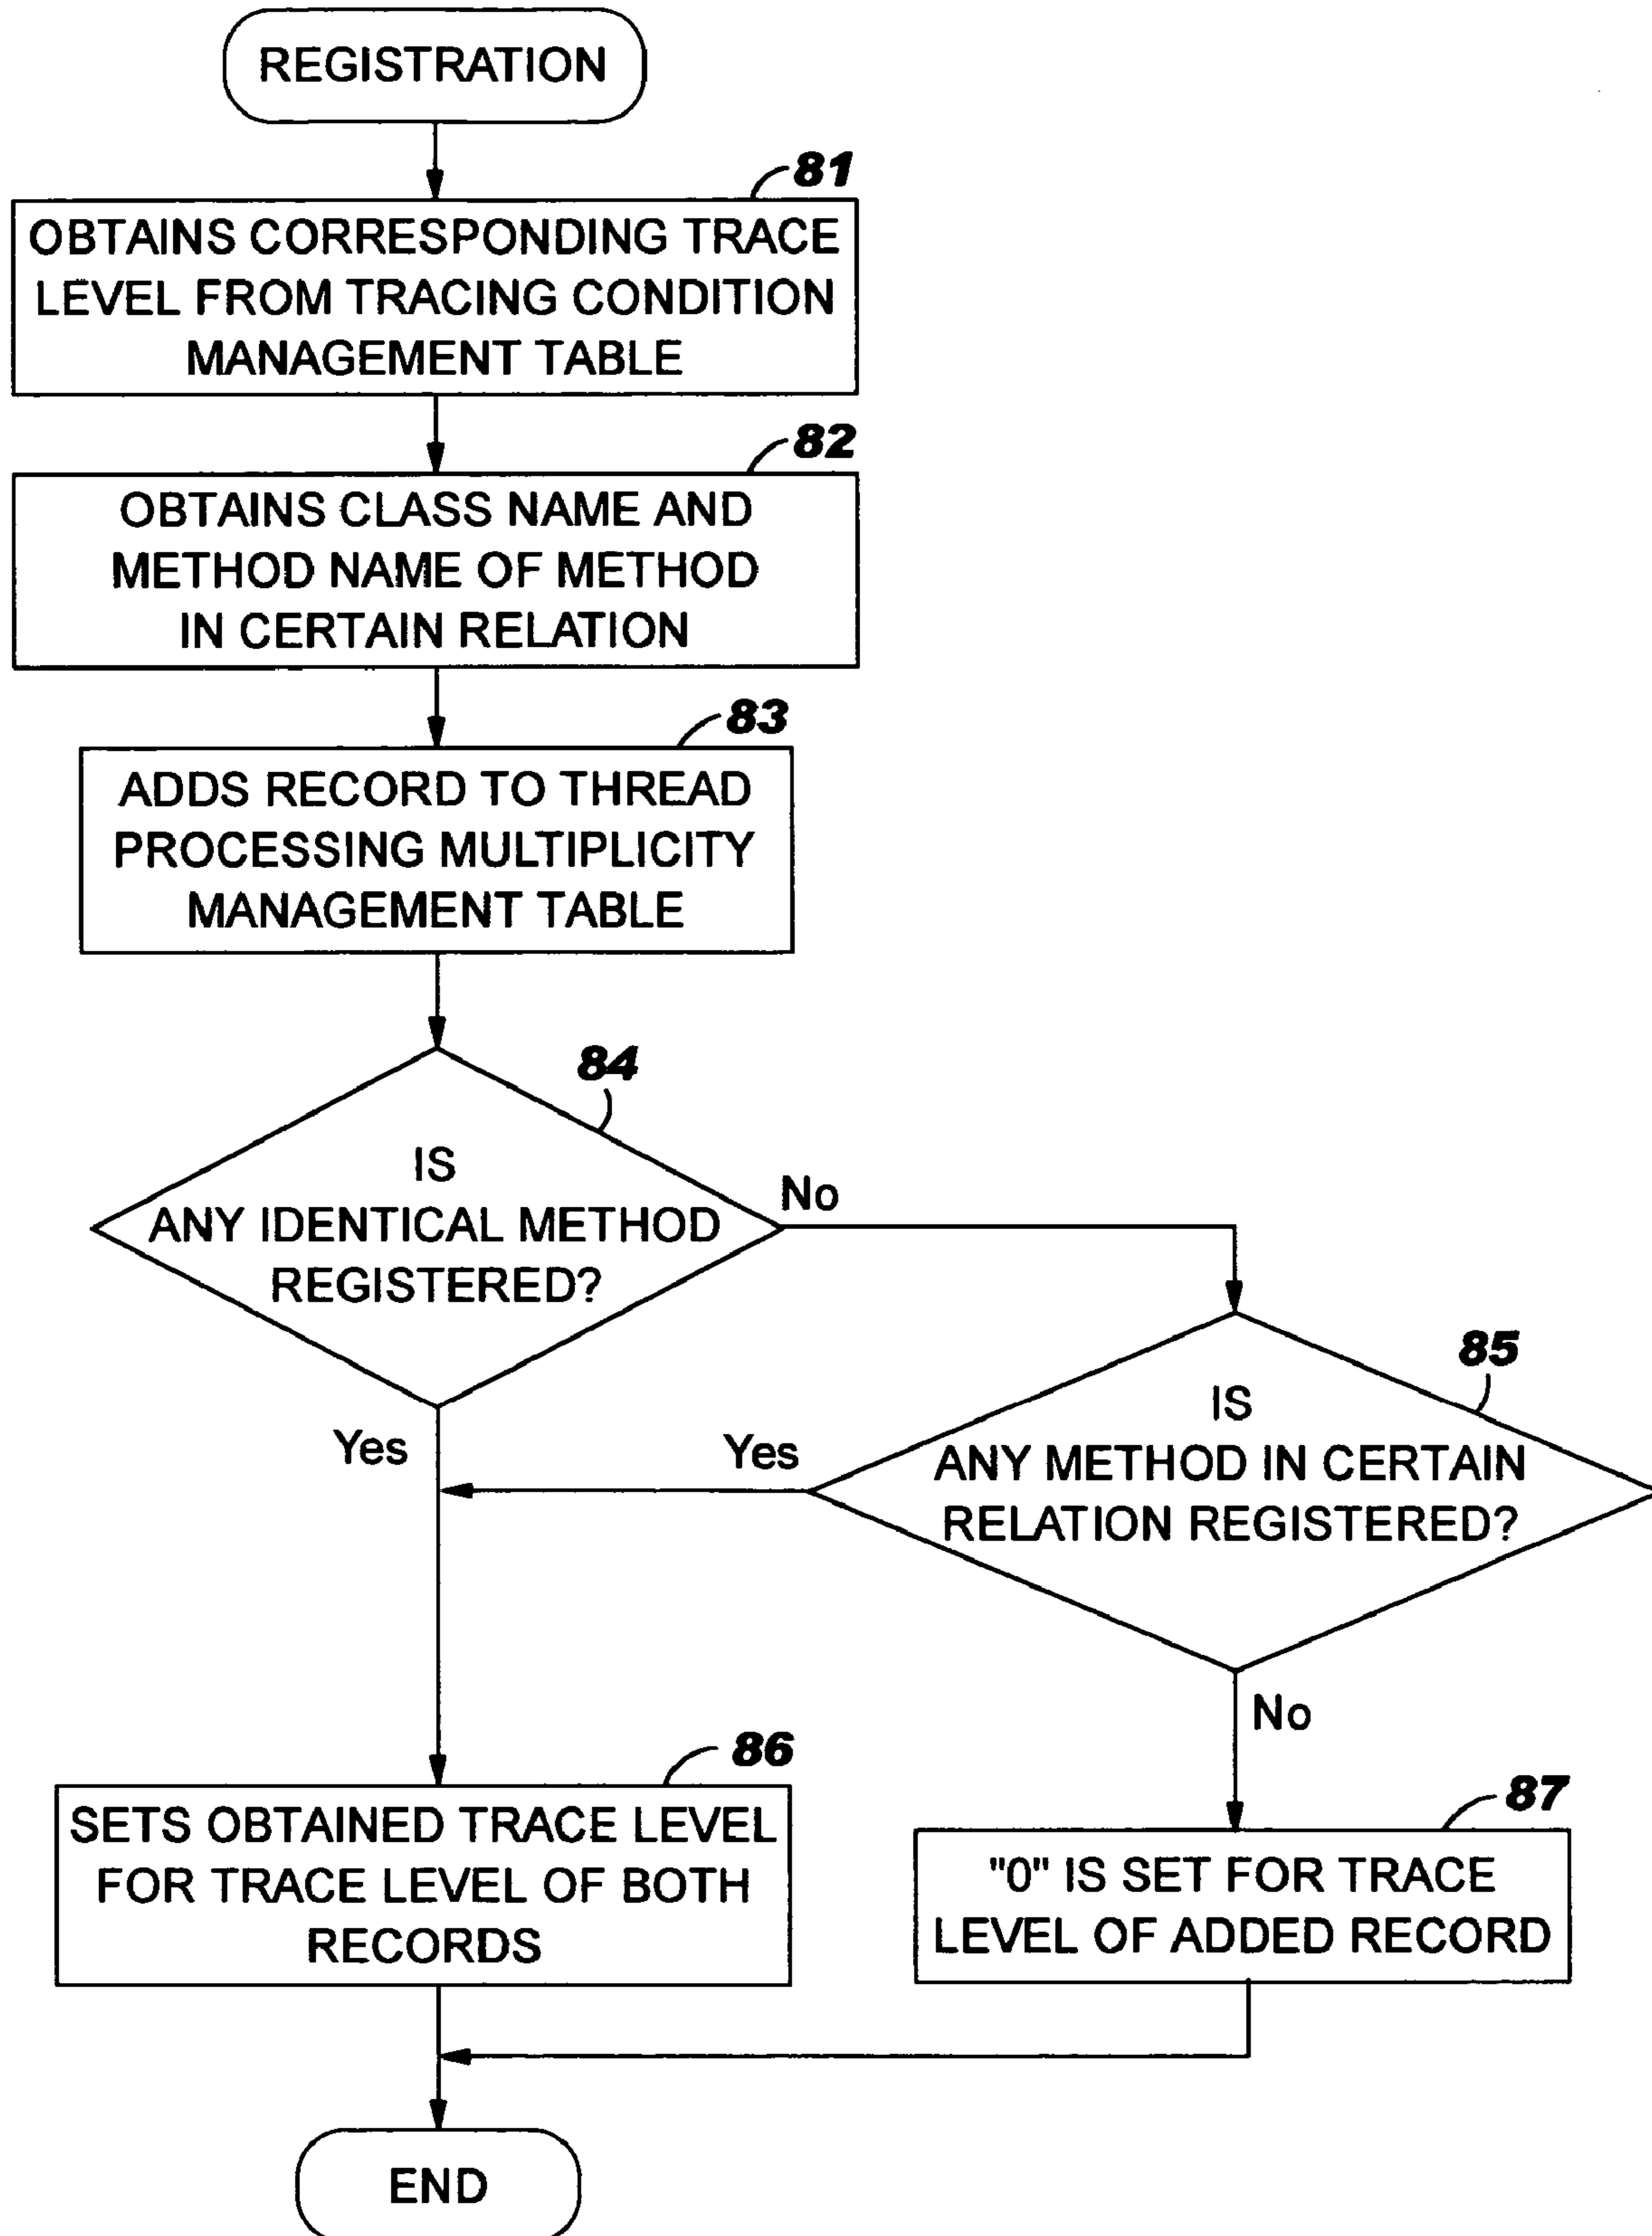 REGISTRATION
81
OBTAINS CORRESPONDING TRACE
LEVEL FROM TRACING CONDITION
MANAGEMENT TABLE
82
OBTAINS CLASS NAME AND
METHOD NAME OF METHOD
IN CERTAIN RELATION
83
ADDS RECORD TO THREAD
PROCESSING MULTIPLICITY
MANAGEMENT TABLE
84
IS
ANY IDENTICAL METHOD
REGISTERED?
No
Yes
85
IS
ANY METHOD IN CERTAIN
RELATION REGISTERED?
Yes
No
86
SETS OBTAINED TRACE LEVEL
FOR TRACE LEVEL OF BOTH
RECORDS
87
"0" IS SET FOR TRACE
LEVEL OF ADDED RECORD
END